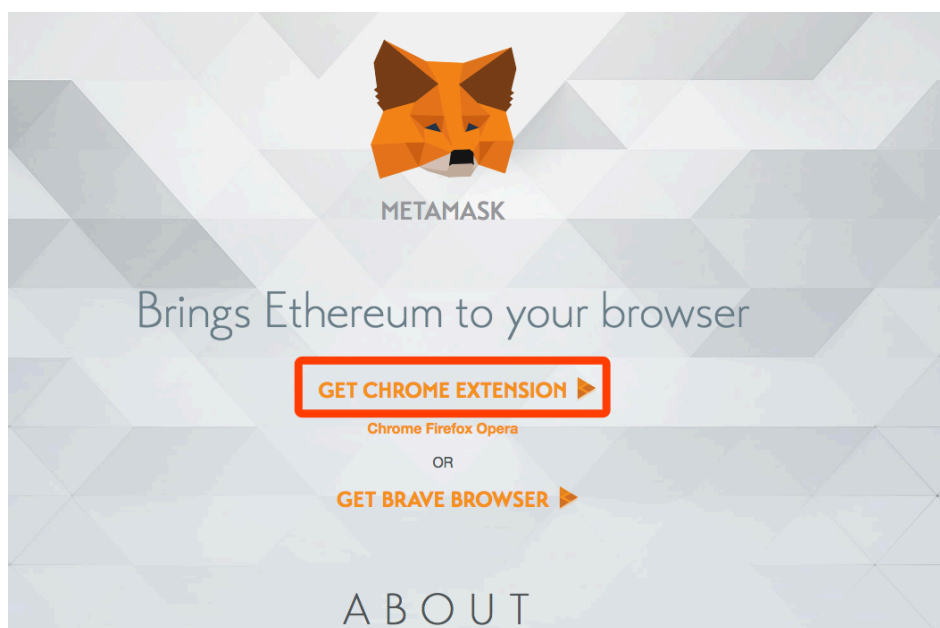 METAMASK
Brings Ethereum to your browser
GET CHROME EXTENSION
Chrome Firefox Opera
OR
GET BRAVE BROWSER
ABOUT